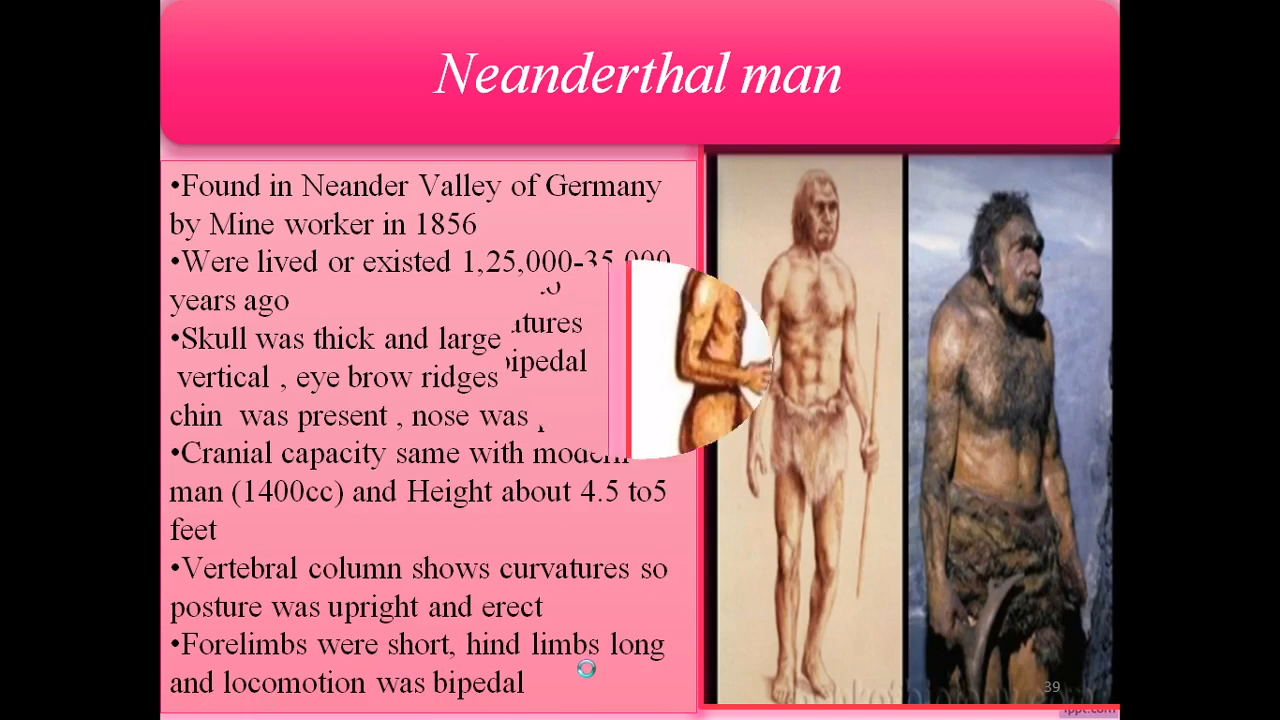 Neanderthal man
•Found in Neander Valley of Germany
by Mine worker in 1856
•Were lived or existed 1,25,000-35,000
years ago
•Skull was thick and large
vertical , eye brow ridges
chin was present , nose was
•Cranial capacity same with modern
man (1400cc) and Height about 4.5 to5
feet
•Vertebral column shows curvatures so
posture was upright and erect
•Forelimbs were short, hind limbs long
and locomotion was bipedal
bipedal
39